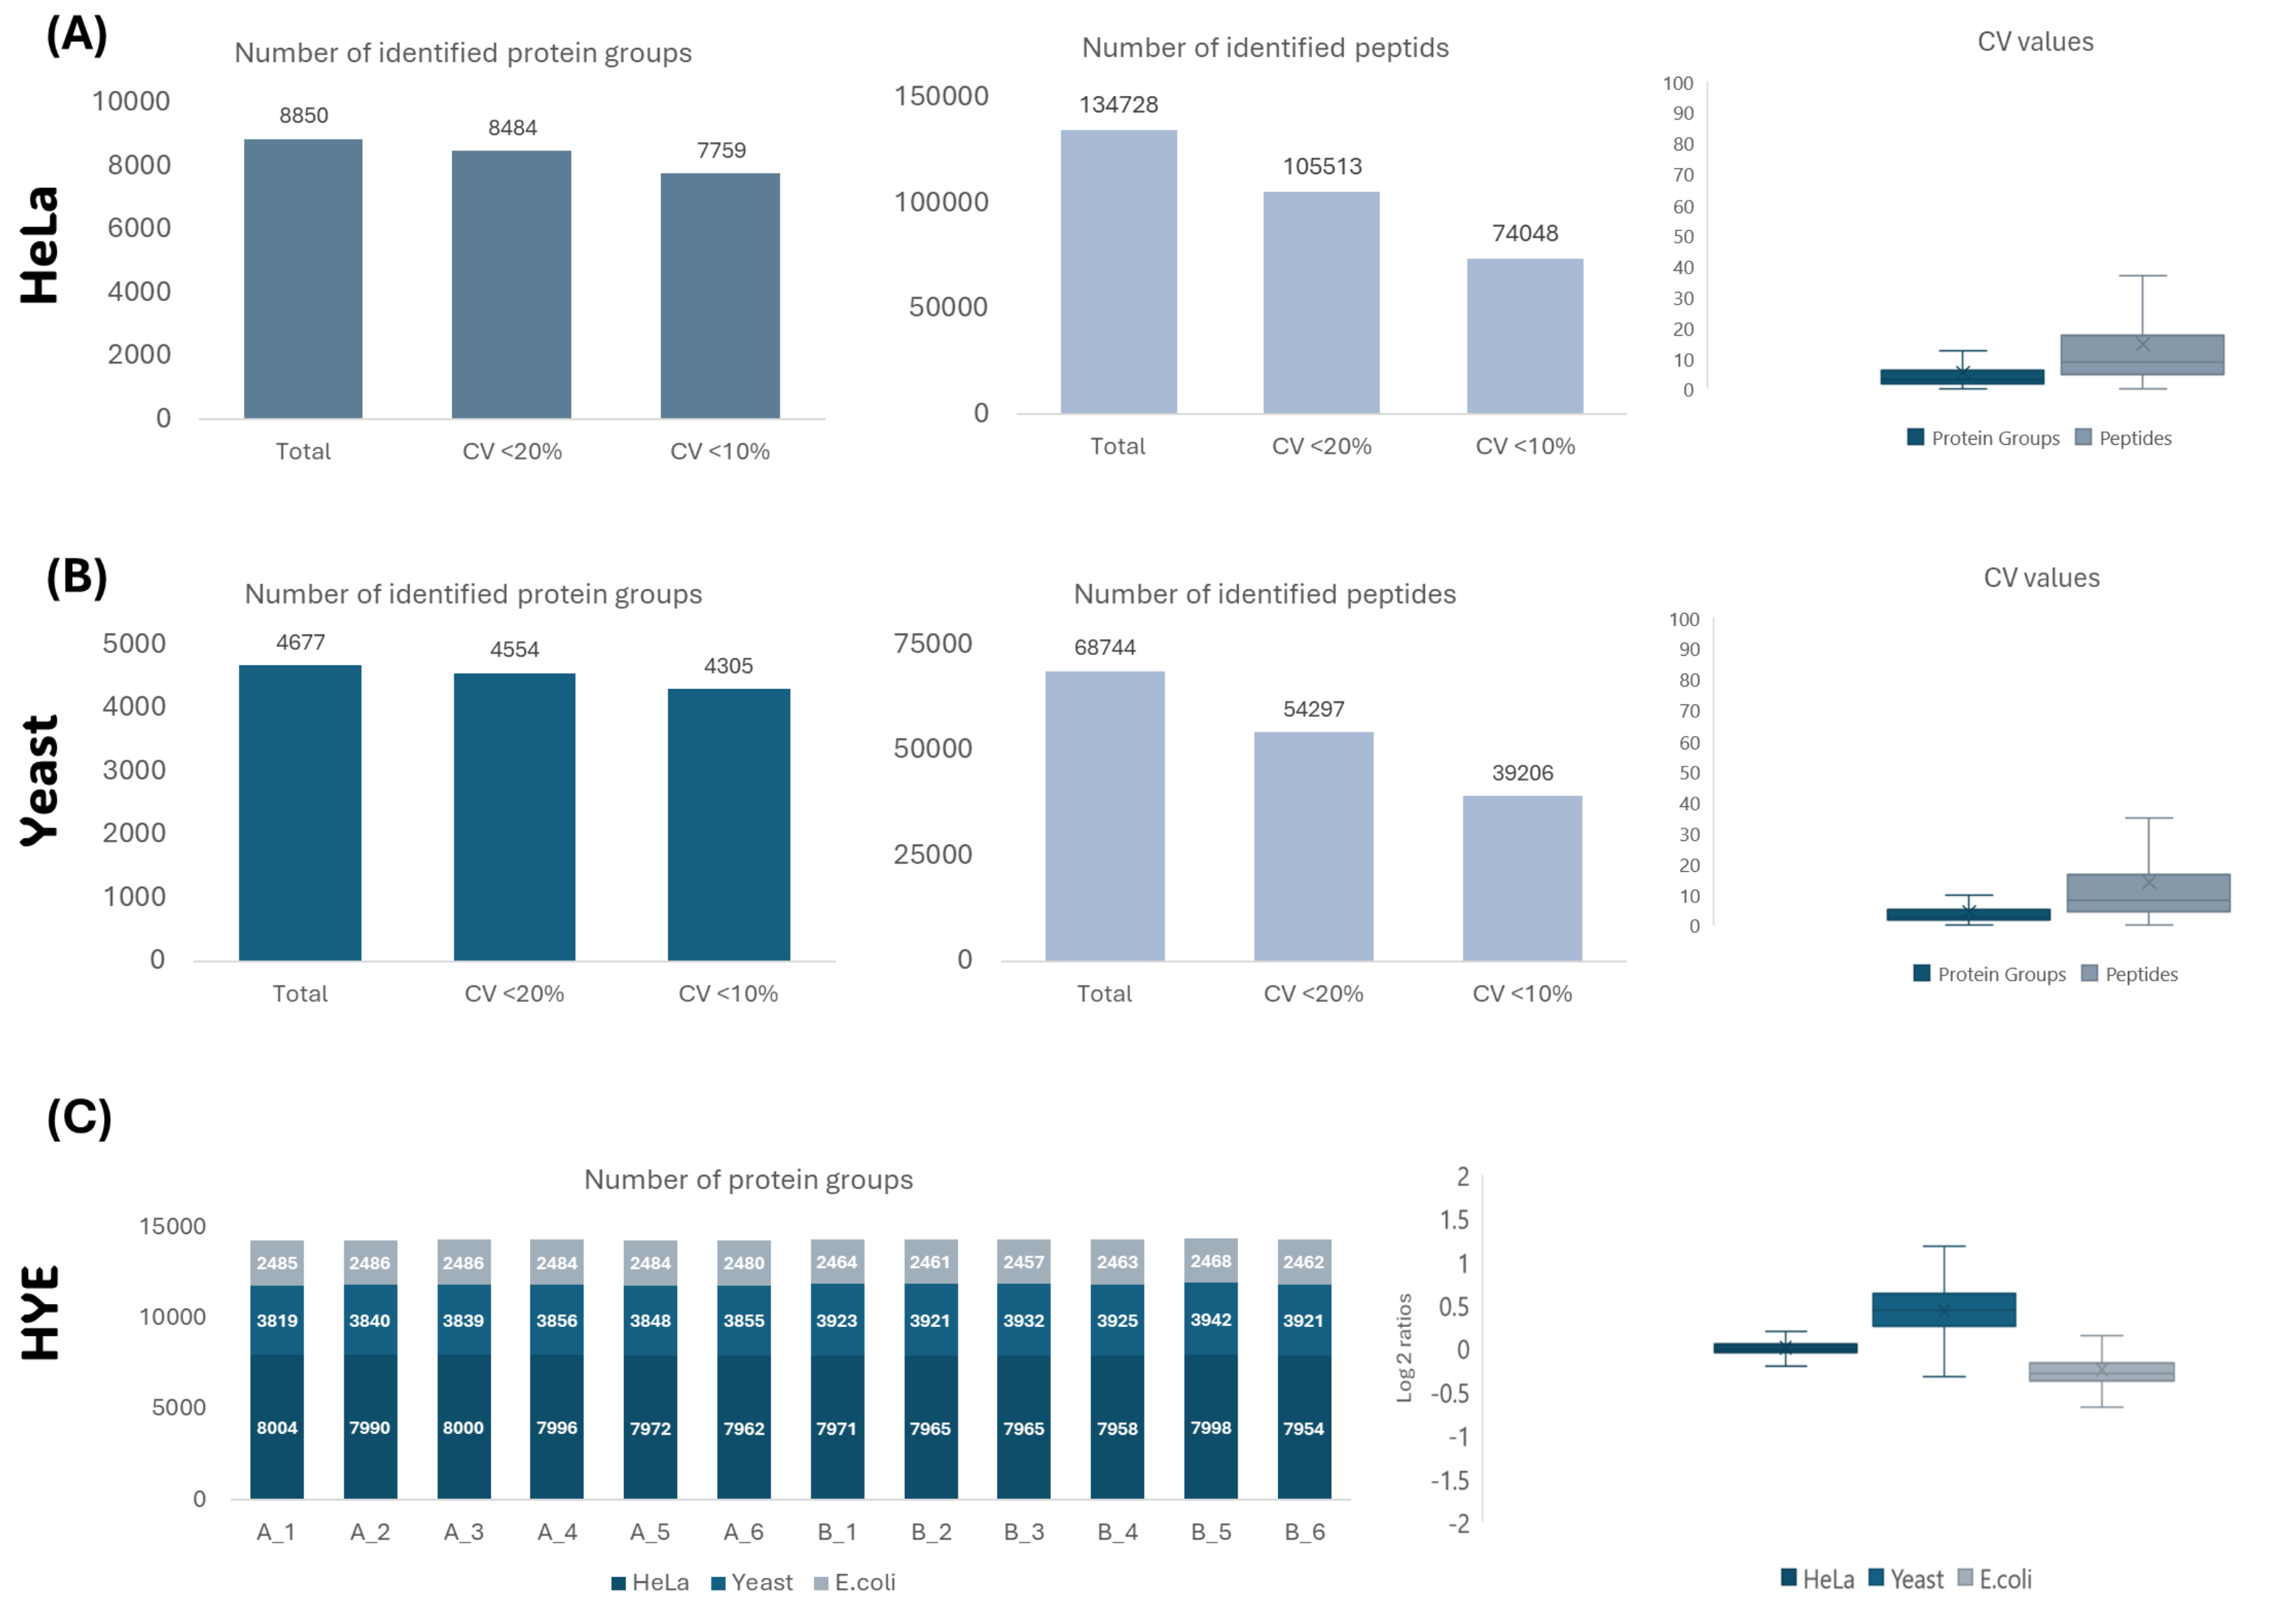 (A)
HeLa
Number of identified protein groups
10000
8000
6000
4000
2000
0
8850
8484
7759
Total
CV <20%
CV <10%
Number of identified peptids
150000
100000
50000
0
134728
105513
74048
Total
CV <20%
CV <10%
CV values
100
90
80
70
60
50
40
30
20
10
0
Protein Groups
Peptides
(B)
Yeast
Number of identified protein groups
5000
4000
3000
2000
1000
0
4677
4554
4305
Total
CV <20%
CV <10%
Number of identified peptides
75000
50000
25000
0
68744
54297
39206
Total
CV <20%
CV <10%
CV values
100
90
80
70
60
50
40
30
20
10
0
Protein Groups
Peptides
(C)
HYE
Number of protein groups
15000
10000
5000
0
2485 2486 2486 2484 2484 2480 2464 2461 2457 2463 2468 2462
3819 3840 3839 3856 3848 3855 3923 3921 3932 3925 3942 3921
8004 7990 8000 7996 7972 7962 7971 7965 7965 7958 7998 7954
A_1 A_2 A_3 A_4 A_5 A_6 B_1 B_2 B_3 B_4 B_5 B_6
HeLa Yeast E.coli
Log2 ratios
2
1.5
1
0.5
0
-0.5
-1
-1.5
-2
HeLa Yeast E.coli